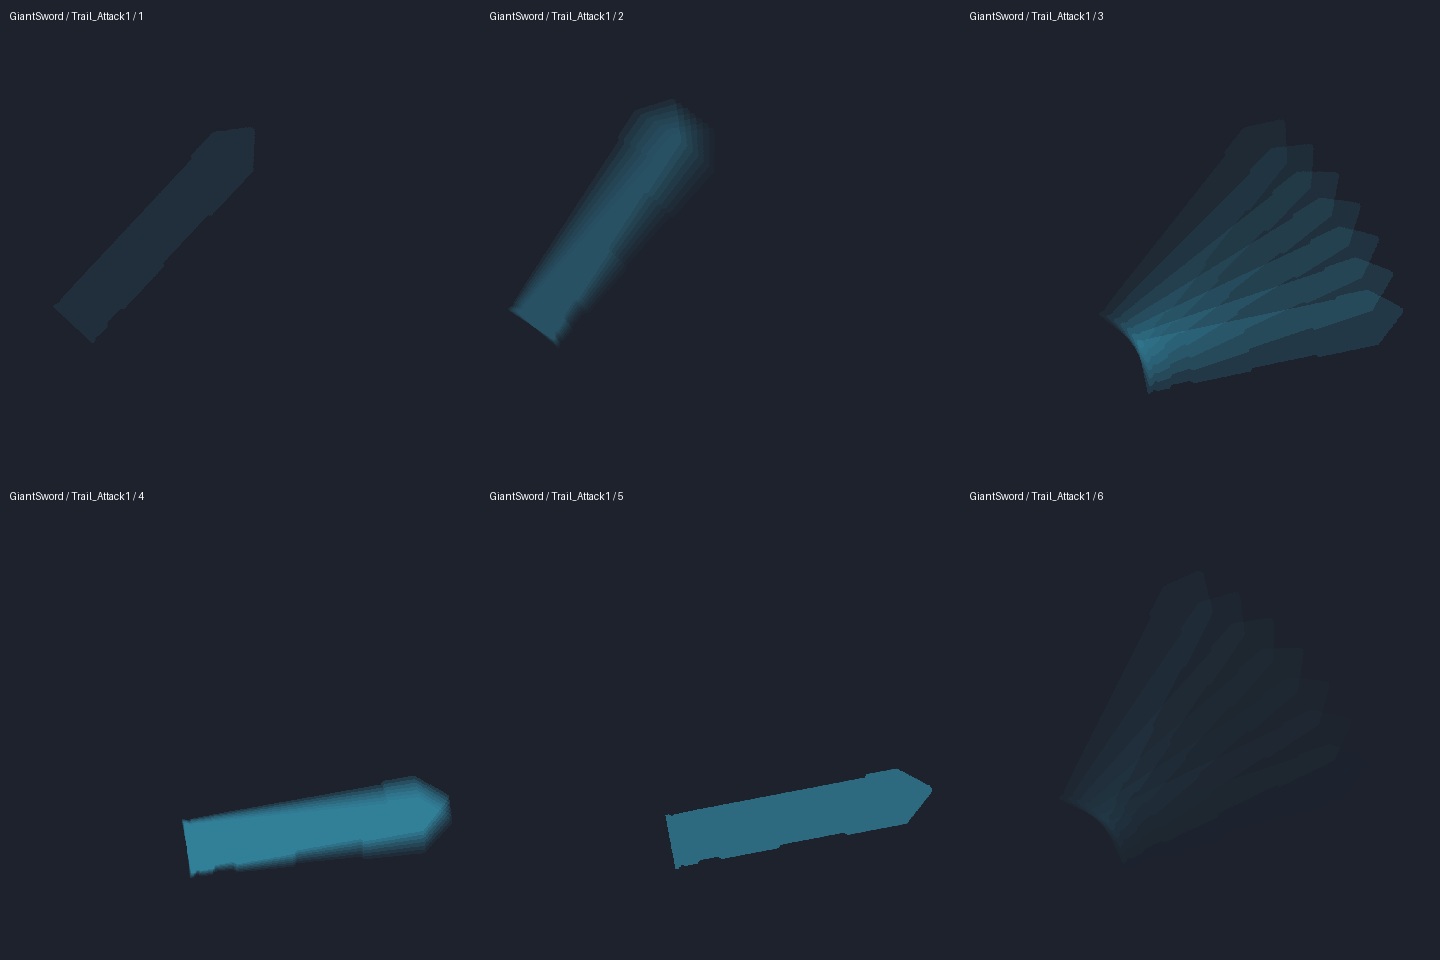 GiantSword / Trail_Attack1 / 1
GiantSword / Trail_Attack1 / 2
GiantSword / Trail_Attack1 / 3
GiantSword / Trail_Attack1 / 4
GiantSword / Trail_Attack1 / 5
GiantSword / Trail_Attack1 / 6